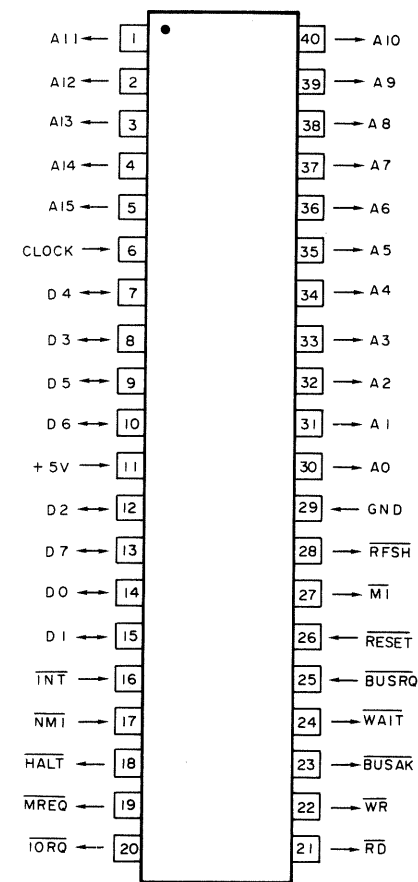 A11 1 40 A10
A12 2 39 A9
A13 3 38 A8
A14 4 37 A7
A15 5 36 A6
CLOCK 6 35 A5
D4 7 34 A4
D3 8 33 A3
D5 9 32 A2
D6 10 31 A1
+5V 11 30 A0
D2 12 29 GND
D7 13 28 RFSH
D0 14 27 M1
D1 15 26 RESET
INT 16 25 BUSRQ
NMI 17 24 WAIT
HALT 18 23 BUSAK
MREQ 19 22 WR
IORQ 20 21 RD